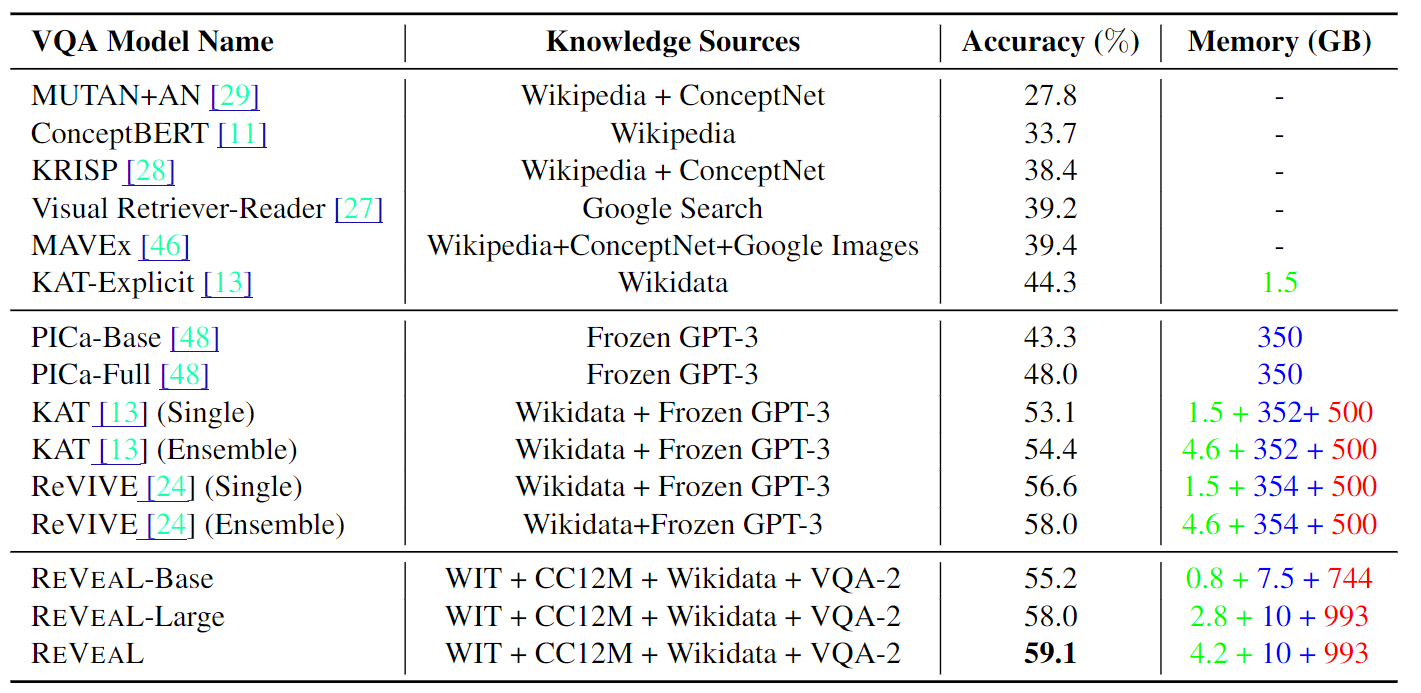 VQA Model Name Knowledge Sources Accuracy (%) Memory (GB)
MUTAN+AN [29] Wikipedia + ConceptNet 27.8 -
ConceptBERT [11] Wikipedia 33.7 -
KRISP [28] Wikipedia + ConceptNet 38.4 -
Visual Retriever-Reader [27] Google Search 39.2 -
MAVEx [46] Wikipedia+ConceptNet+Google Images 39.4 -
KAT-Explicit [13] Wikidata 44.3 1.5
PICa-Base [48] Frozen GPT-3 43.3 350
PICa-Full [48] Frozen GPT-3 48.0 350
KAT [13] (Single) Wikidata + Frozen GPT-3 53.1 1.5 + 352+ 500
KAT [13] (Ensemble) Wikidata + Frozen GPT-3 54.4 4.6 + 352 + 500
ReVIVE [24] (Single) Wikidata + Frozen GPT-3 56.6 1.5 + 354 + 500
ReVIVE [24] (Ensemble) Wikidata+Frozen GPT-3 58.0 4.6 + 354 + 500
REVEAL-Base WIT + CC12M + Wikidata + VQA-2 55.2 0.8 + 7.5 + 744
REVEAL-Large WIT + CC12M + Wikidata + VQA-2 58.0 2.8 + 10 + 993
REVEAL WIT + CC12M + Wikidata + VQA-2 59.1 4.2 + 10 + 993